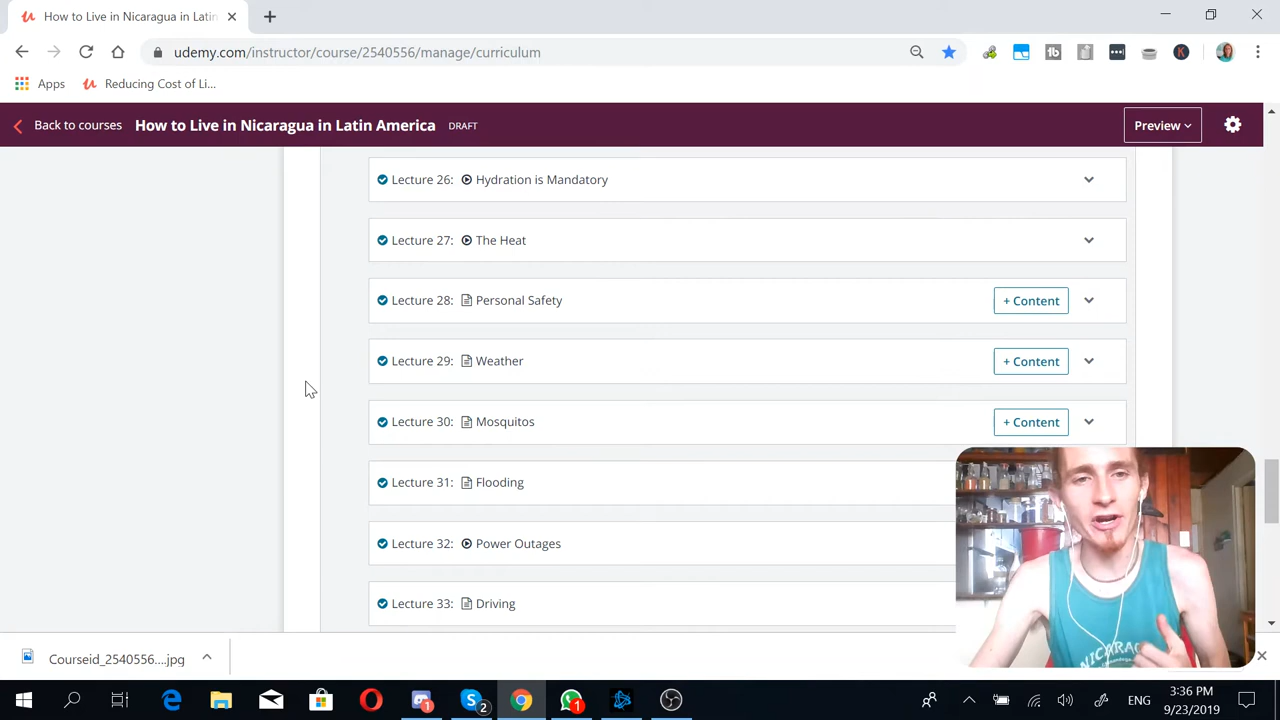 How to Live in Nicaragua in Latin
udemy.com/instructor/course/2540556/manage/curriculum
Apps
Reducing Cost of Li...
Back to courses
How to Live in Nicaragua in Latin America
DRAFT
Preview
Lecture 26: Hydration is Mandatory
Lecture 27: The Heat
Lecture 28: Personal Safety
+ Content
Lecture 29: Weather
+ Content
Lecture 30: Mosquitos
+ Content
Lecture 31: Flooding
Lecture 32: Power Outages
Lecture 33: Driving
NICARAG
Courseid_2540556....jpg
ENG
3:36 PM
9/23/2019